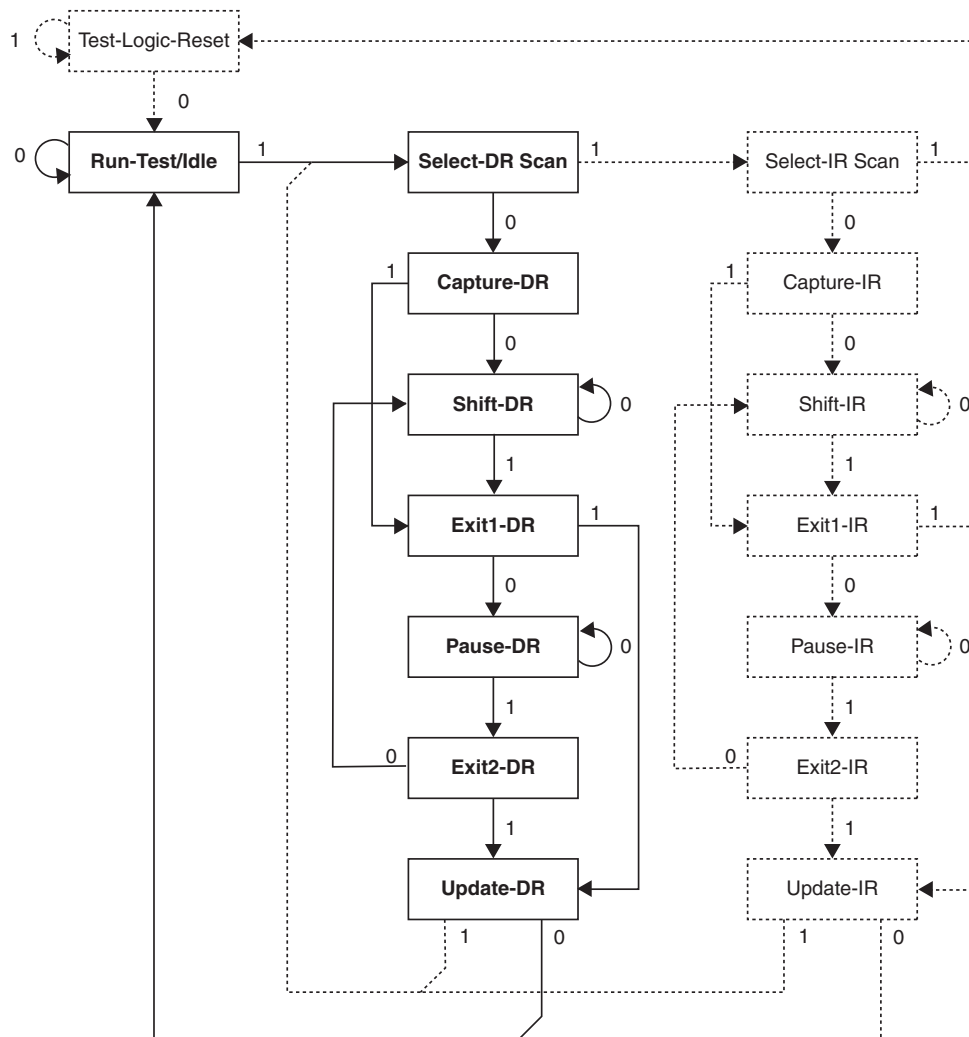 Test-Logic-Reset
1
0
Run-Test/Idle
0
1
Select-DR Scan
1
Select-IR Scan
1
0
0
Capture-DR
1
Capture-IR
1
0
0
Shift-DR
0
Shift-IR
0
1
1
Exit1-DR
1
Exit1-IR
1
0
0
Pause-DR
0
Pause-IR
0
1
1
Exit2-DR
0
Exit2-IR
0
1
1
Update-DR
Update-IR
1
0
1
0